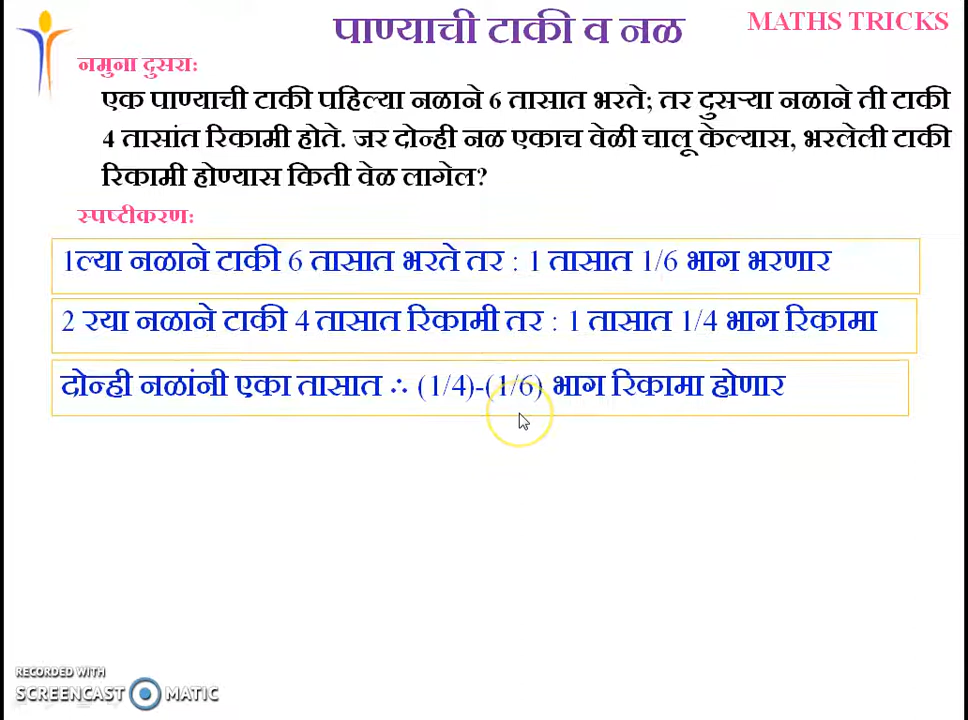 पाण्याची टाकी व नळ
MATHS TRICKS
नमुना दुसरा:
एक पाण्याची टाकी पहिल्या नळाने 6 तासात भरते; तर दुसऱ्या नळाने ती टाकी
4 तासांत रिकामी होते. जर दोन्ही नळ एकाच वेळी चालू केल्यास, भरलेली टाकी
रिकामी होण्यास किती वेळ लागेल?
स्पष्टीकरण:
1ल्या नळाने टाकी 6 तासात भरते तर : 1 तासात 1/6 भाग भरणार
2 रया नळाने टाकी 4 तासात रिकामी तर : 1 तासात 1/4 भाग रिकामा
दोन्ही नळांनी एका तासात ∴ (1/4)-(1/6) भाग रिकामा होणार
RECORDED WITH
SCREENCAST MATIC